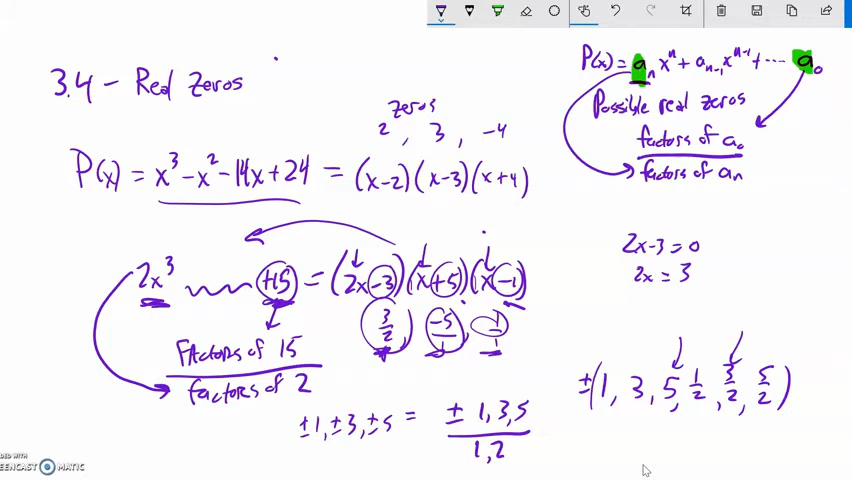 3.4 - Real Zeros
P(x) = aₙxⁿ + aₙ₋₁xⁿ⁻¹ + ... a₀
Possible real zeros
factors of a₀
factors of aₙ
zeros
2, 3, -4
P(x) = x³ - x² - 14x + 24 = (x-2)(x-3)(x+4)
2x-3 = 0
2x = 3
2x³ +15 = (2x-3)(x+5)(x-1)
3/2, -5/1, 1/1
Factors of 15
factors of 2
±(1, 3, 5, 1/2, 3/2, 5/2)
±1, ±3, ±5 = ± 1,3,5
1,2